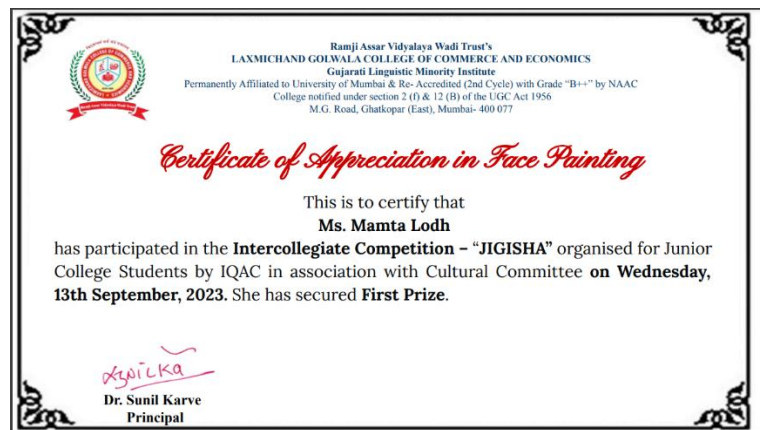 Ramji Assar Vidyalaya Wadi Trust's
LAXMICHAND GOLWALA COLLEGE OF COMMERCE AND ECONOMICS
Gujarati Linguistic Minority Institute
Permanently Affiliated to University of Mumbai & Re- Accredited (2nd Cycle) with Grade "B++" by NAAC
College notified under section 2 (f) & 12 (B) of the UGC Act 1956
M.G. Road, Ghatkopar (East), Mumbai- 400 077
Certificate of Appreciation in Face Painting
This is to certify that
Ms. Mamta Lodh
has participated in the Intercollegiate Competition – "JIGISHA" organised for Junior
College Students by IQAC in association with Cultural Committee on Wednesday,
13th September, 2023. She has secured First Prize.
Dr. Sunil Karve
Principal